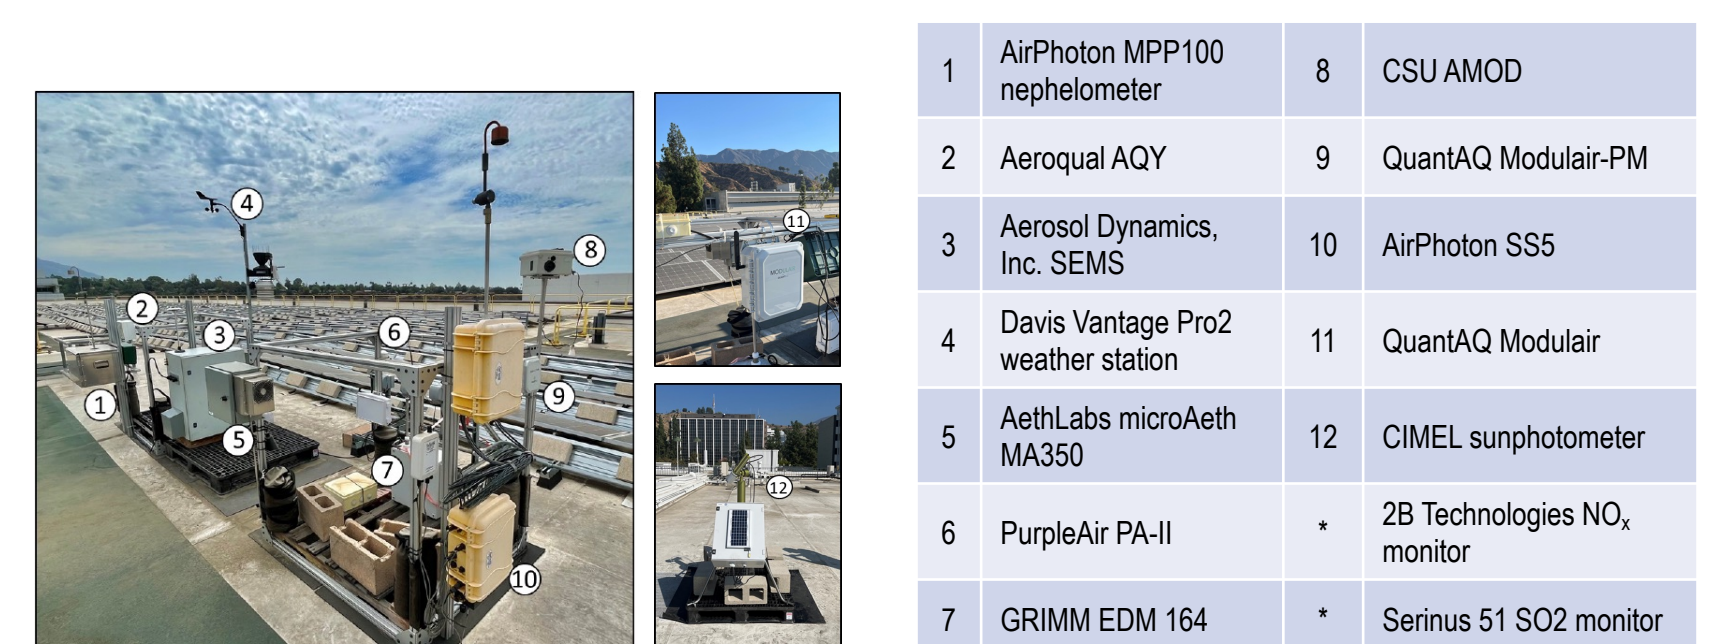 4
8
2
3
6
1
9
5
7
10
11
MODULAIR
12
1
AirPhoton MPP100
nephelometer
8
CSU AMOD
2
Aeroqual AQY
9
QuantAQ Modulair-PM
3
Aerosol Dynamics,
Inc. SEMS
10
AirPhoton SS5
4
Davis Vantage Pro2
weather station
11
QuantAQ Modulair
5
AethLabs microAeth
MA350
12
CIMEL sunphotometer
6
PurpleAir PA-II
*
2B Technologies NOₓ
monitor
7
GRIMM EDM 164
*
Serinus 51 SO2 monitor